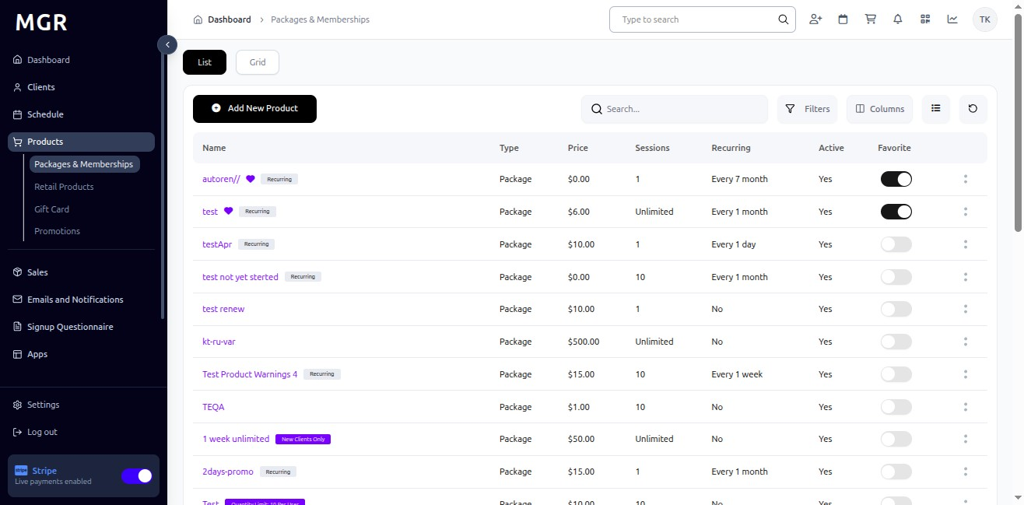 MGR
Dashboard
Clients
Schedule
Products
Packages & Memberships
Retail Products
Gift Card
Promotions
Sales
Emails and Notifications
Signup Questionnaire
Apps
Settings
Log out
Stripe
Live payments enabled
Dashboard > Packages & Memberships
Type to search
TK
List Grid
Add New Product
Search...
Filters
Columns
Name Type Price Sessions Recurring Active Favorite
autoren// Recurring Package $0.00 1 Every 7 month Yes
test Recurring Package $6.00 Unlimited Every 1 month Yes
testApr Recurring Package $10.00 1 Every 1 day Yes
test not yet sterted Recurring Package $0.00 10 Every 1 month Yes
test renew Package $10.00 1 No Yes
kt-ru-var Package $500.00 Unlimited No Yes
Test Product Warnings 4 Recurring Package $15.00 10 Every 1 week Yes
TEQA Package $1.00 10 No Yes
1 week unlimited New Clients Only Package $50.00 Unlimited No Yes
2days-promo Recurring Package $15.00 1 Every 1 month Yes
Test Package $10.00 10 No Yes